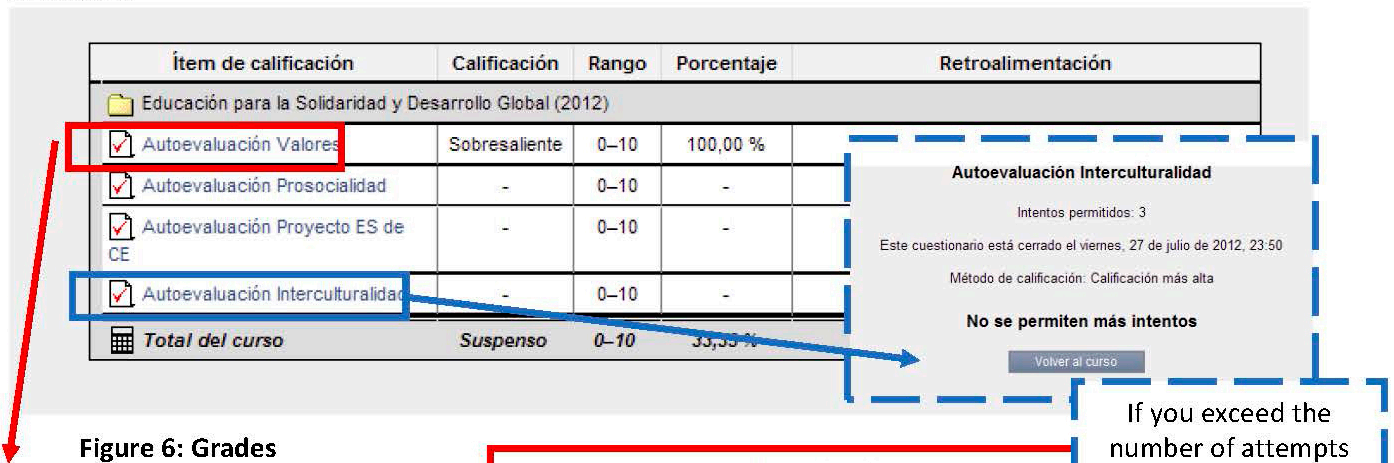 Ítem de calificación Calificación Rango Porcentaje Retroalimentación
Educación para la Solidaridad y Desarrollo Global (2012)
Autoevaluación Valores Sobresaliente 0–10 100,00 %
Autoevaluación Prosocialidad - 0–10 -
Autoevaluación Proyecto ES de - 0–10 -
CE
Autoevaluación Interculturalidad - 0–10 -
Total del curso Suspenso 0–10 33,33 %
Autoevaluación Interculturalidad
Intentos permitidos: 3
Este cuestionario está cerrado el viernes, 27 de julio de 2012, 23:50
Método de calificación: Calificación más alta
No se permiten más intentos
Volver al curso
If you exceed the
number of attempts
Figure 6: Grades